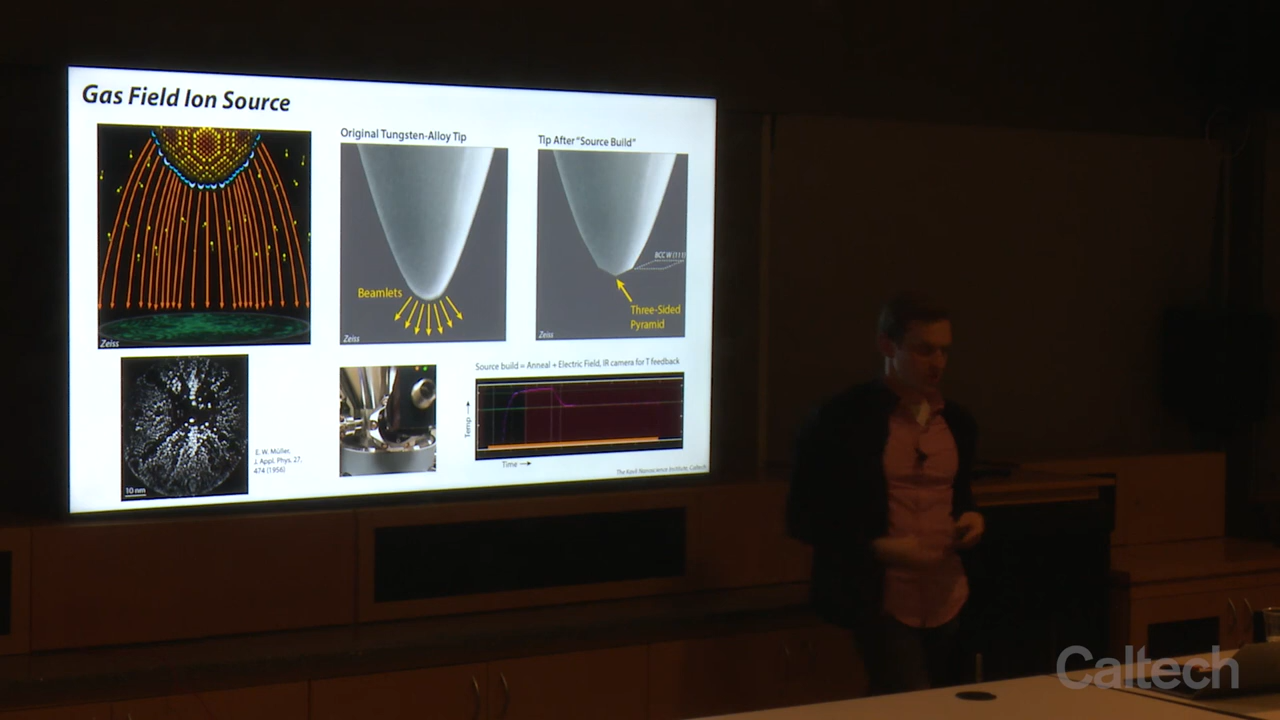 Gas Field Ion Source
Original Tungsten-Alloy Tip
Tip After "Source Build"
Beamlets
BCC W (111)
Three-Sided
Pyramid
Zeiss
Zeiss
Zeiss
Source build = Anneal + Electric Field, IR camera for T feedback
Temp
Time
10 nm
E. W. Müller,
J. Appl. Phys. 27,
474 (1956)
The Kavli Nanoscience Institute, Caltech
Caltech